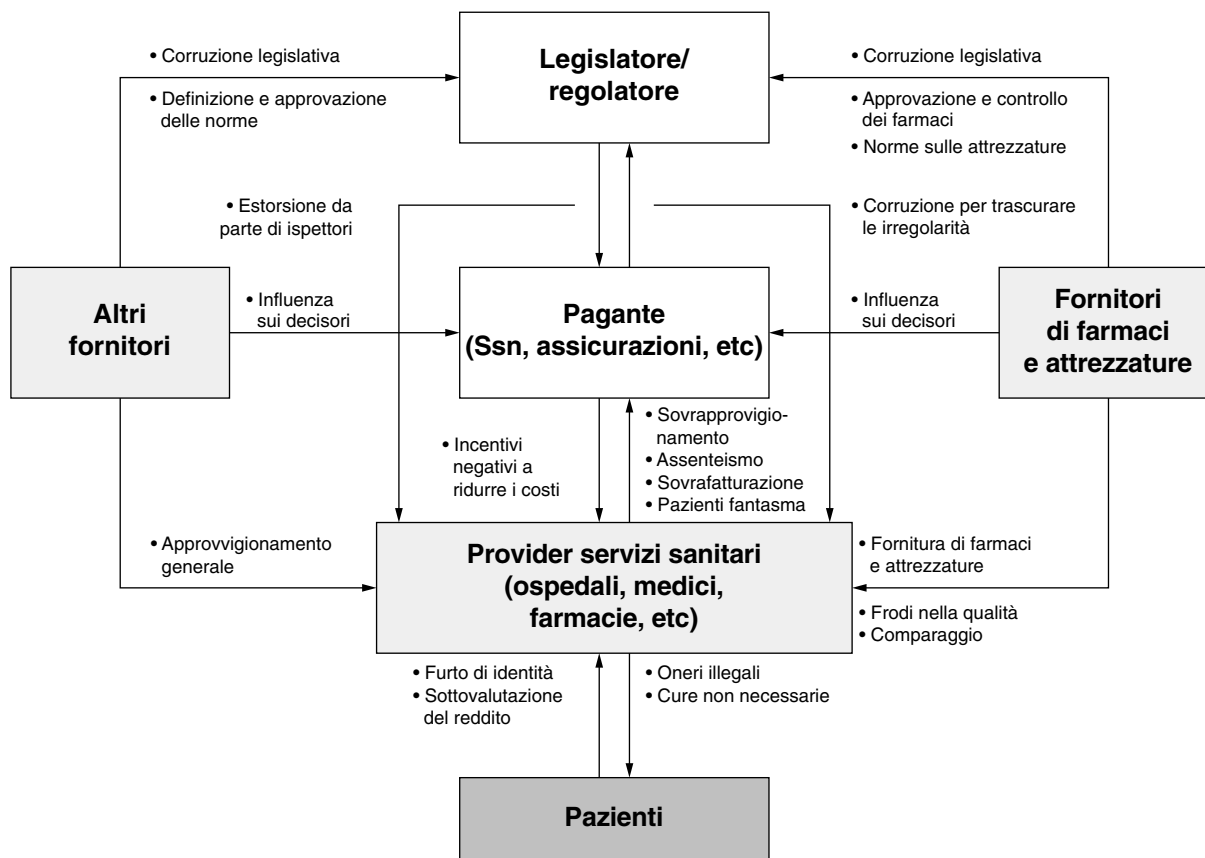 • Corruzione legislativa
• Definizione e approvazione
delle norme
Legislatore/
regolatore
• Corruzione legislativa
• Approvazione e controllo
dei farmaci
• Norme sulle attrezzature
• Estorsione da
parte di ispettori
• Corruzione per trascurare
le irregolarità
Altri
fornitori
• Influenza
sui decisori
Pagante
(Ssn, assicurazioni, etc)
• Influenza
sui decisori
Fornitori
di farmaci
e attrezzature
• Incentivi
negativi a
ridurre i costi
• Sovrapprovigio-
namento
• Assenteismo
• Sovrafatturazione
• Pazienti fantasma
• Approvvigionamento
generale
Provider servizi sanitari
(ospedali, medici,
farmacie, etc)
• Fornitura di farmaci
e attrezzature
• Frodi nella qualità
• Comparaggio
• Furto di identità
• Sottovalutazione
del reddito
• Oneri illegali
• Cure non necessarie
Pazienti